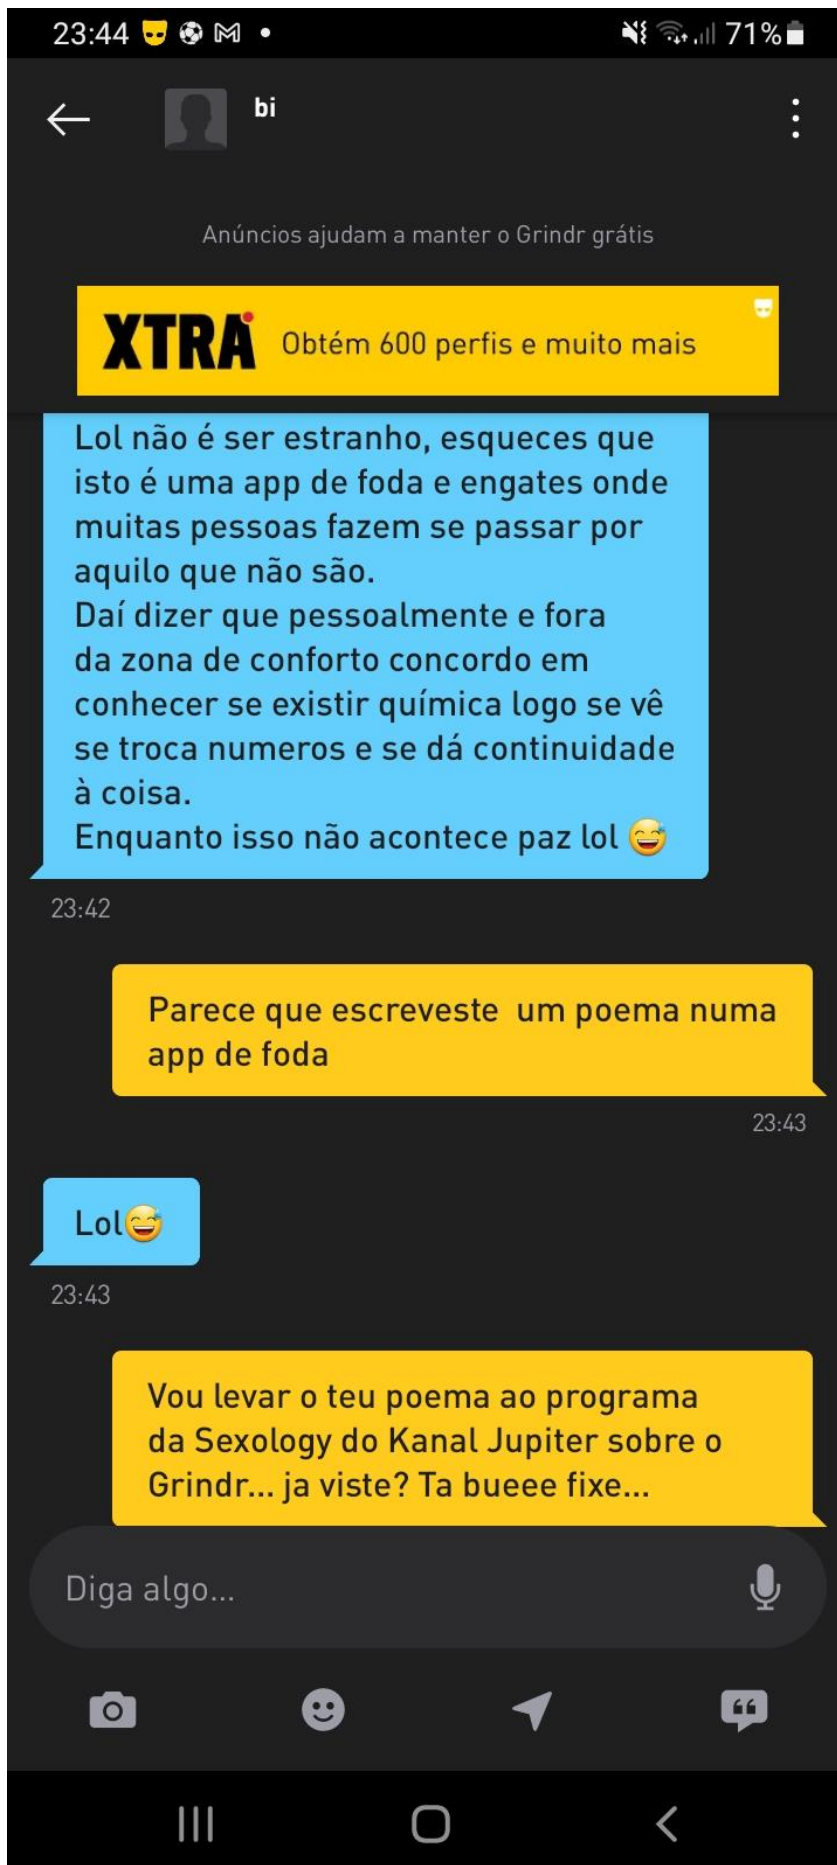 23:44
71%
bi
Anúncios ajudam a manter o Grindr grátis
XTRA Obtém 600 perfis e muito mais
Lol não é ser estranho, esqueces que
isto é uma app de foda e engates onde
muitas pessoas fazem se passar por
aquilo que não são.
Daí dizer que pessoalmente e fora
da zona de conforto concordo em
conhecer se existir química logo se vê
se troca numeros e se dá continuidade
à coisa.
Enquanto isso não acontece paz lol 😅
23:42
Parece que escreveste um poema numa
app de foda
23:43
Lol😅
23:43
Vou levar o teu poema ao programa
da Sexology do Kanal Jupiter sobre o
Grindr... ja viste? Ta bueee fixe...
Diga algo...